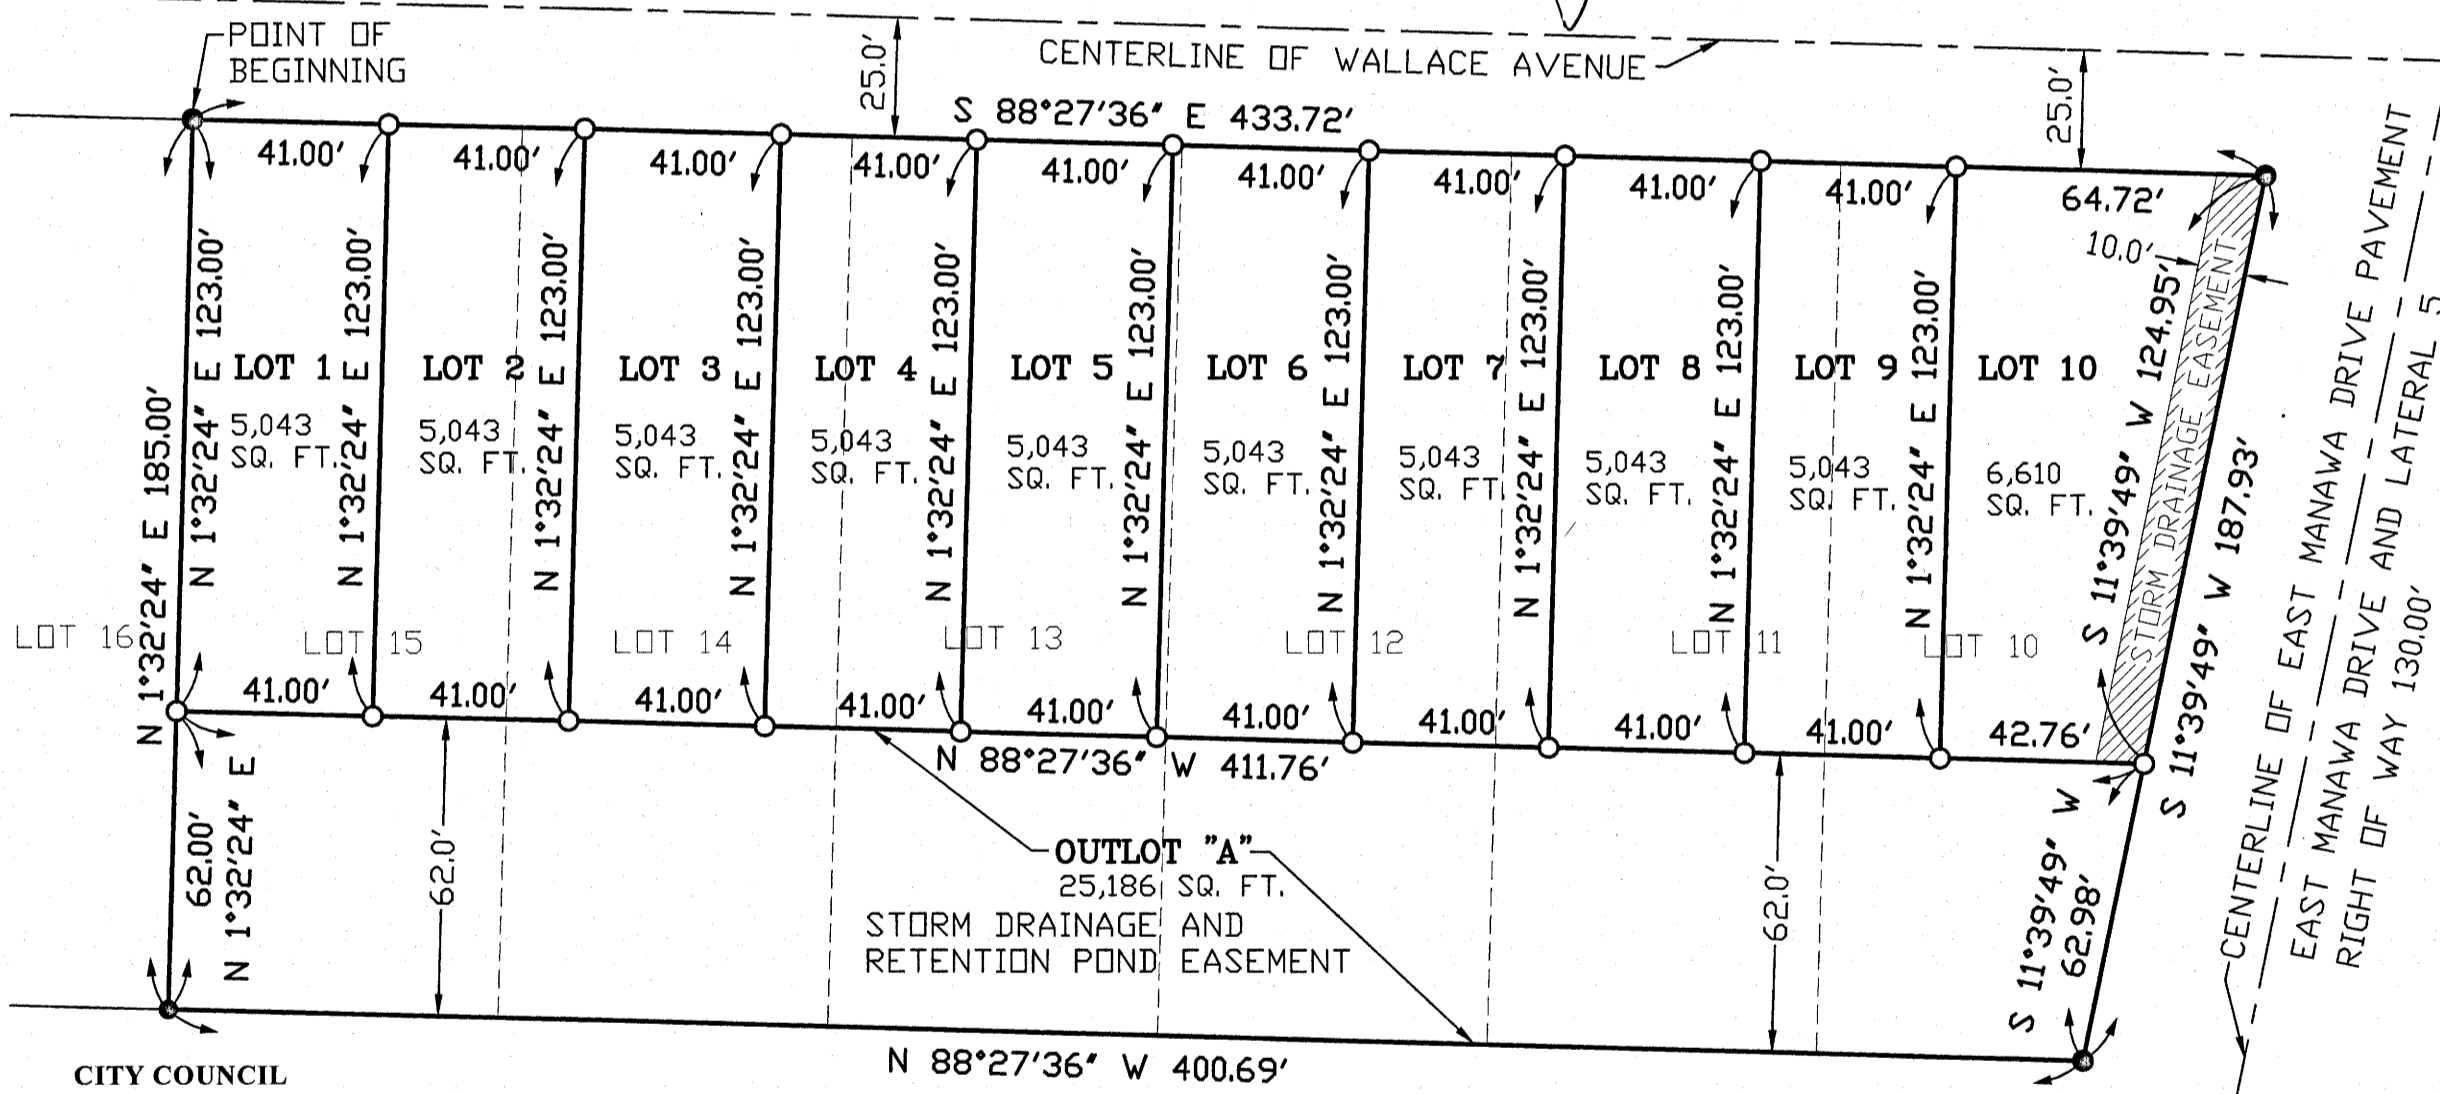 POINT OF
BEGINNING
25.0'
CENTERLINE OF WALLACE AVENUE
25.0'
S 88°27'36" E 433.72'
41.00'
41.00'
41.00'
41.00'
41.00'
41.00'
41.00'
41.00'
41.00'
64.72'
10.0'
N 1°32'24" E 185.00'
N 1°32'24" E 123.00'
N 1°32'24" E 123.00'
N 1°32'24" E 123.00'
N 1°32'24" E 123.00'
N 1°32'24" E 123.00'
N 1°32'24" E 123.00'
N 1°32'24" E 123.00'
N 1°32'24" E 123.00'
N 1°32'24" E 123.00'
N 1°32'24" E 123.00'
S 11°39'49" W 124.95'
STORM DRAINAGE EASEMENT
S 11°39'49" W 187.93'
LOT 1
5,043
SQ. FT.
LOT 2
5,043
SQ. FT.
LOT 3
5,043
SQ. FT.
LOT 4
5,043
SQ. FT.
LOT 5
5,043
SQ. FT.
LOT 6
5,043
SQ. FT.
LOT 7
5,043
SQ. FT.
LOT 8
5,043
SQ. FT.
LOT 9
5,043
SQ. FT.
LOT 10
6,610
SQ. FT.
LOT 16
LOT 15
LOT 14
LOT 13
LOT 12
LOT 11
LOT 10
41.00'
41.00'
41.00'
41.00'
41.00'
41.00'
41.00'
41.00'
41.00'
42.76'
N 88°27'36" W 411.76'
62.00'
N 1°32'24" E
62.0'
OUTLOT "A"
25,186 SQ. FT.
STORM DRAINAGE AND
RETENTION POND EASEMENT
62.0'
S 11°39'49" W
62.98'
N 88°27'36" W 400.69'
CENTERLINE OF EAST MANAWA DRIVE PAVEMENT
EAST MANAWA DRIVE AND LATERAL 5
RIGHT OF WAY 130.00'
CITY COUNCIL